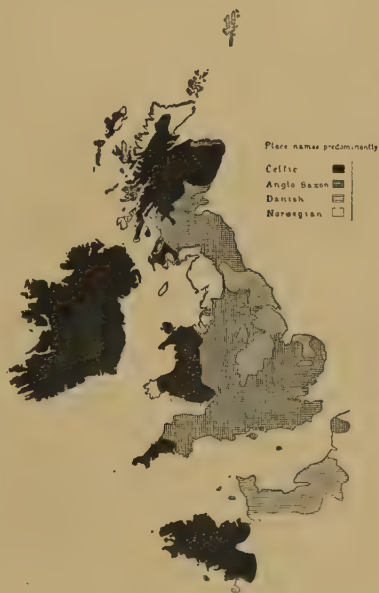 Place names predominantly
Celtic
Anglo Saxon
Danish
Norwegian